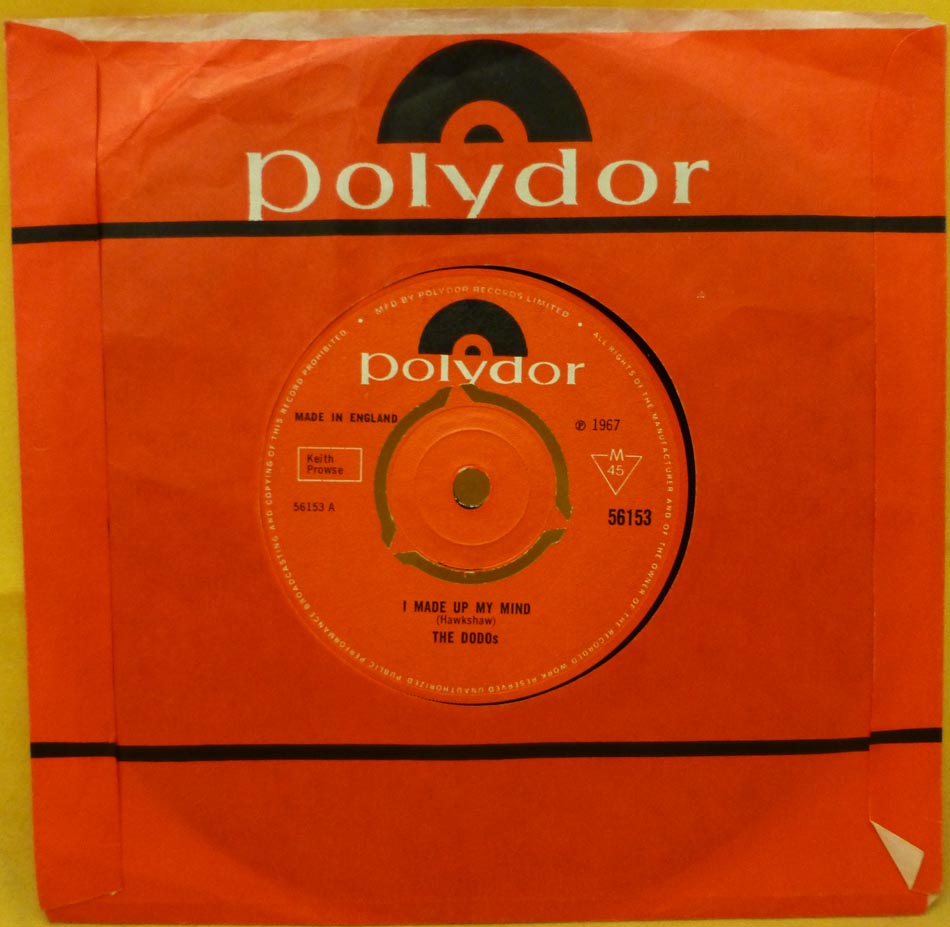 polydor
MFD BY POLYDOR RECORDS LIMITED • ALL RIGHTS OF THE MANUFACTURER AND OF THE OWNER OF THE RECORDED WORK RESERVED UNAUTHORIZED PUBLIC PERFORMANCE BROADCASTING AND COPYING OF THIS RECORD PROHIBITED. •
polydor
MADE IN ENGLAND
℗ 1967
Keith
Prowse
M
45
56153 A
56153
I MADE UP MY MIND
(Hawkshaw)
THE DODOs